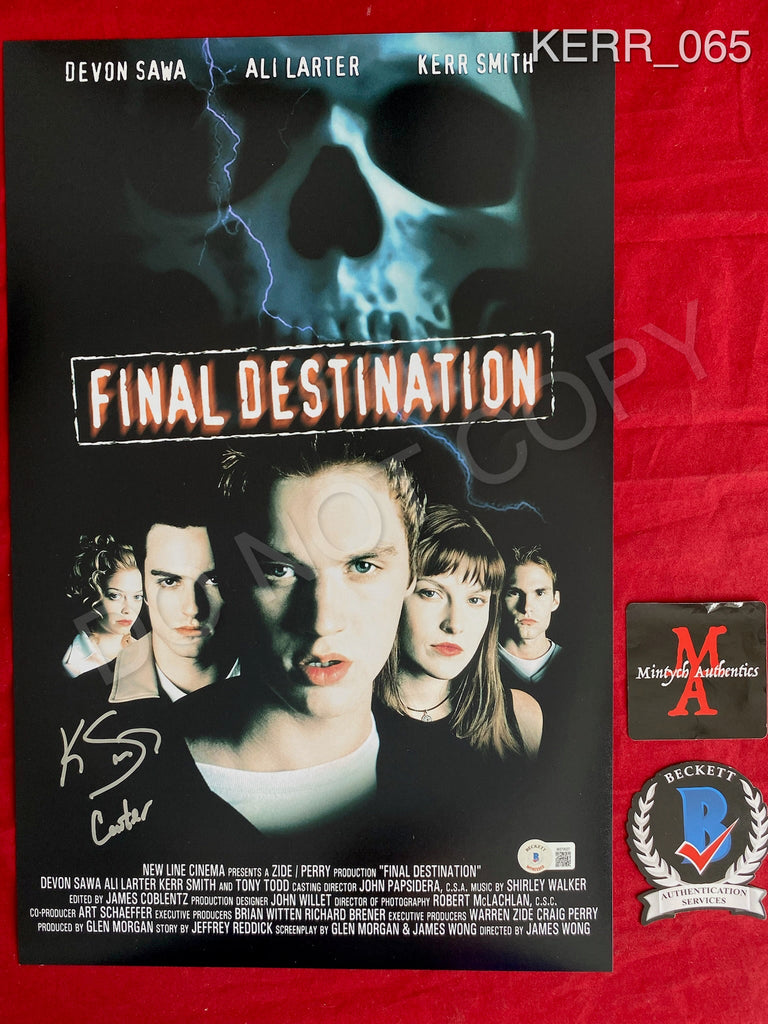 KERR_065
DEVON SAWA ALI LARTER KERR SMITH
FINAL DESTINATION
DO NOT COPY
Mintych Authentics
MA
BECKETT
B
AUTHENTICATION
SERVICES
Carter
BECKETT
B
NEW LINE CINEMA PRESENTS A ZIDE / PERRY PRODUCTION "FINAL DESTINATION"
DEVON SAWA ALI LARTER KERR SMITH AND TONY TODD CASTING DIRECTOR JOHN PAPSIDERA, C.S.A. MUSIC BY SHIRLEY WALKER
EDITED BY JAMES COBLENTZ PRODUCTION DESIGNER JOHN WILLET DIRECTOR OF PHOTOGRAPHY ROBERT McLACHLAN, C.S.C.
CO-PRODUCER ART SCHAEFFER EXECUTIVE PRODUCERS BRIAN WITTEN RICHARD BRENER EXECUTIVE PRODUCERS WARREN ZIDE CRAIG PERRY
PRODUCED BY GLEN MORGAN STORY BY JEFFREY REDDICK SCREENPLAY BY GLEN MORGAN & JAMES WONG DIRECTED BY JAMES WONG